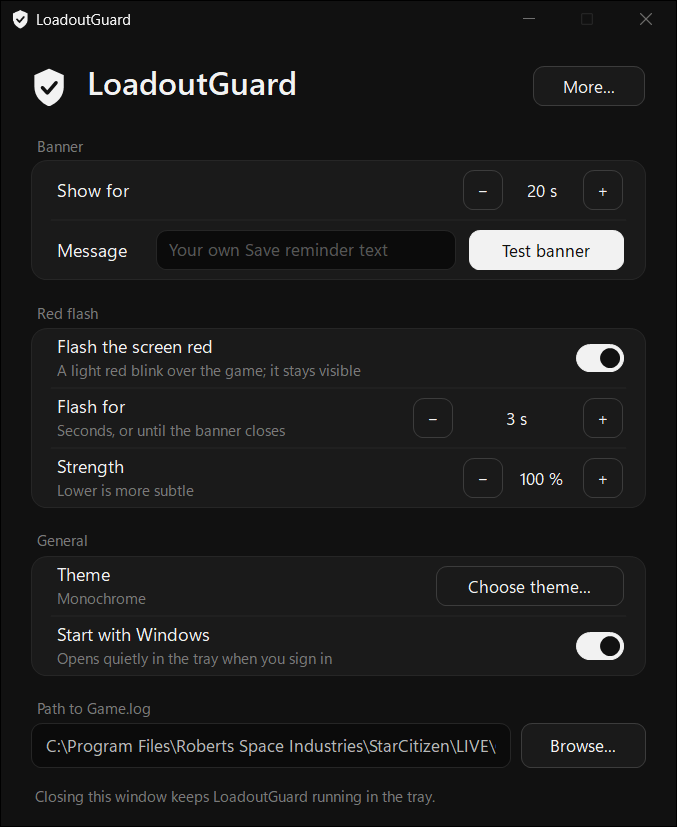 LoadoutGuard
LoadoutGuard
More...
Banner
Show for
− 20 s +
Message
Your own Save reminder text
Test banner
Red flash
Flash the screen red
A light red blink over the game; it stays visible
Flash for
− 3 s +
Seconds, or until the banner closes
Strength
− 100 % +
Lower is more subtle
General
Theme
Monochrome
Choose theme...
Start with Windows
Opens quietly in the tray when you sign in
Path to Game.log
C:\Program Files\Roberts Space Industries\StarCitizen\LIVE\
Browse...
Closing this window keeps LoadoutGuard running in the tray.